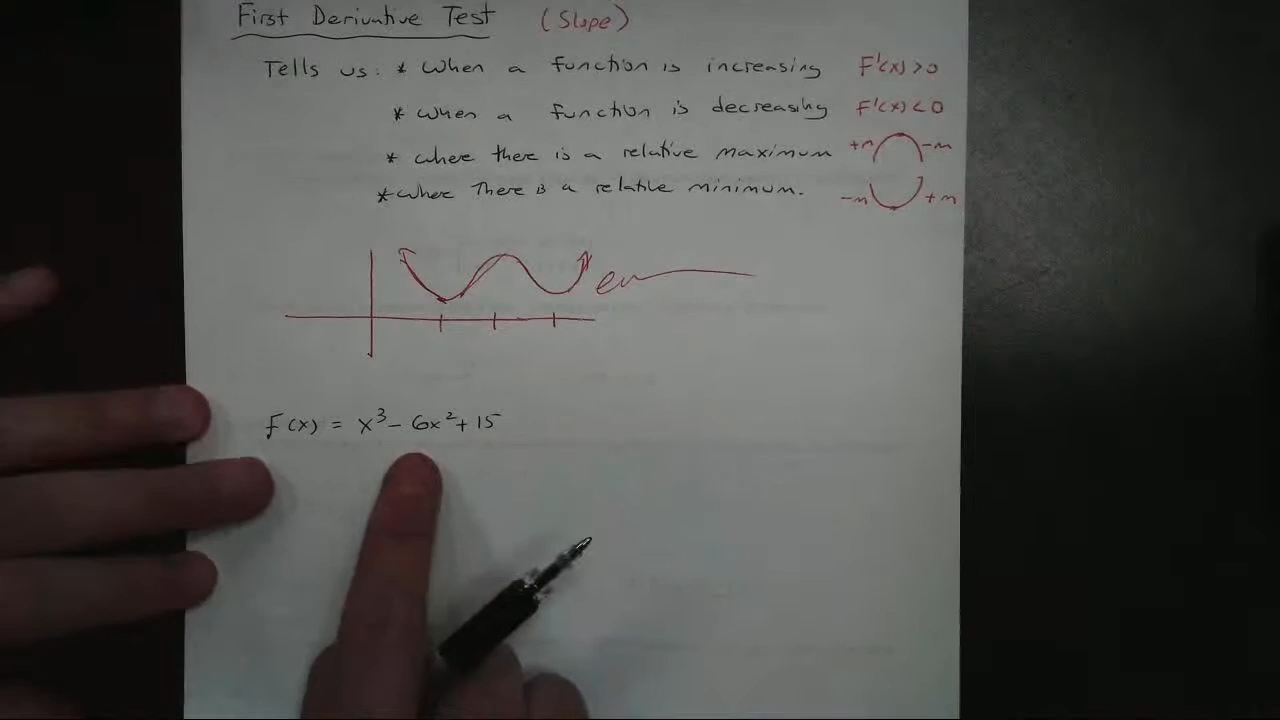 First Derivative Test (Slope)
Tells us: * When a function is increasing F'(x) > 0
* when a function is decreasing F'(x) < 0
* where there is a relative maximum +m -m
* where there is a relative minimum. -m +m
f(x) = x³ - 6x² + 15